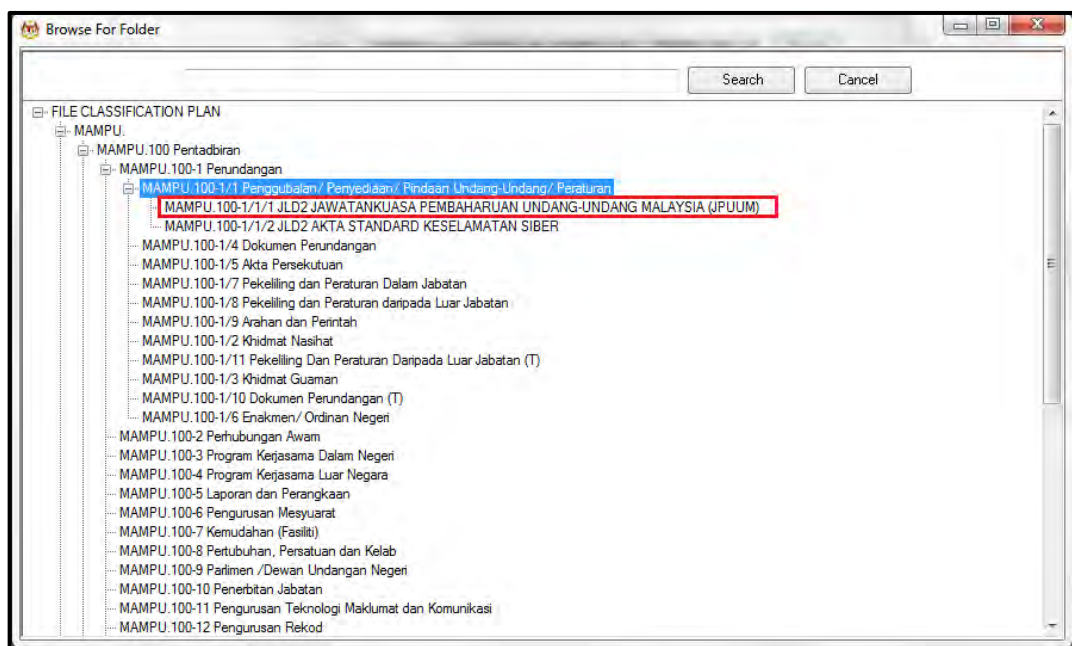 Browse For Folder
Search
Cancel
FILE CLASSIFICATION PLAN
MAMPU.
MAMPU.100 Pentadbiran
MAMPU.100-1 Perundangan
MAMPU.100-1/1 Penggubalan/ Penyediaan/ Pindaan Undang-Undang/ Peraturan
MAMPU.100-1/1/1 JLD2 JAWATANKUASA PEMBAHARUAN UNDANG-UNDANG MALAYSIA (JPUUM)
MAMPU.100-1/1/2 JLD2 AKTA STANDARD KESELAMATAN SIBER
MAMPU.100-1/4 Dokumen Perundangan
MAMPU.100-1/5 Akta Persekutuan
MAMPU.100-1/7 Pekeliling dan Peraturan Dalam Jabatan
MAMPU.100-1/8 Pekeliling dan Peraturan daripada Luar Jabatan
MAMPU.100-1/9 Arahan dan Perintah
MAMPU.100-1/2 Khidmat Nasihat
MAMPU.100-1/11 Pekeliling Dan Peraturan Daripada Luar Jabatan (T)
MAMPU.100-1/3 Khidmat Guaman
MAMPU.100-1/10 Dokumen Perundangan (T)
MAMPU.100-1/6 Enakmen/ Ordinan Negeri
MAMPU.100-2 Perhubungan Awam
MAMPU.100-3 Program Kerjasama Dalam Negeri
MAMPU.100-4 Program Kerjasama Luar Negara
MAMPU.100-5 Laporan dan Perangkaan
MAMPU.100-6 Pengurusan Mesyuarat
MAMPU.100-7 Kemudahan (Fasiliti)
MAMPU.100-8 Pertubuhan, Persatuan dan Kelab
MAMPU.100-9 Parlimen /Dewan Undangan Negeri
MAMPU.100-10 Penerbitan Jabatan
MAMPU.100-11 Pengurusan Teknologi Maklumat dan Komunikasi
MAMPU.100-12 Pengurusan Rekod